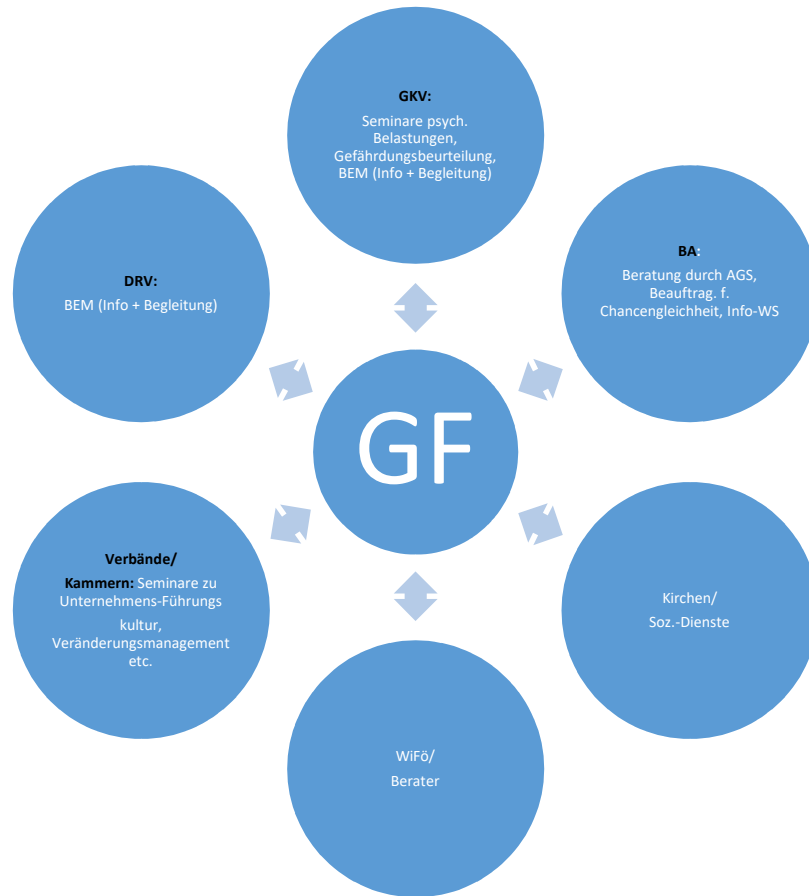 GKV:
Seminare psych.
Belastungen,
Gefährdungsbeurteilung,
BEM (Info + Begleitung)
BA:
Beratung durch AGS,
Beauftrag. f.
Chancengleichheit, Info-WS
Kirchen/
Soz.-Dienste
WiFö/
Berater
Verbände/
Kammern: Seminare zu
Unternehmens-Führungs
kultur,
Veränderungsmanagement
etc.
DRV:
BEM (Info + Begleitung)
GF